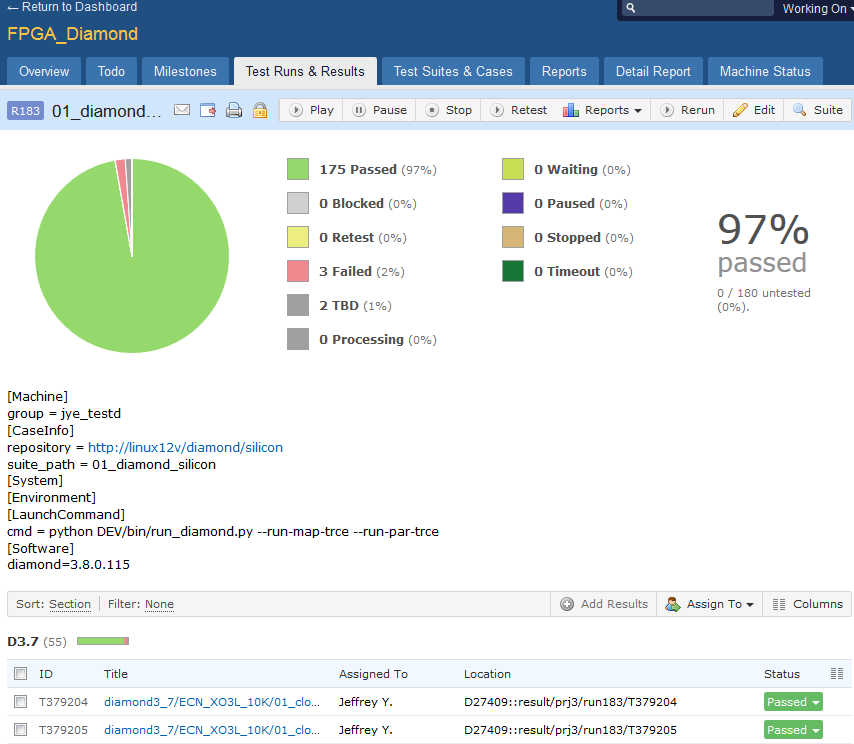 ← Return to Dashboard
Working On
FPGA_Diamond
Overview Todo Milestones Test Runs & Results Test Suites & Cases Reports Detail Report Machine Status
R183 01_diamond... Play Pause Stop Retest Reports Rerun Edit Suite
175 Passed (97%) 0 Waiting (0%)
0 Blocked (0%) 0 Paused (0%)
0 Retest (0%) 0 Stopped (0%)
3 Failed (2%) 0 Timeout (0%)
2 TBD (1%)
0 Processing (0%)
97%
passed
0 / 180 untested
(0%).
[Machine]
group = jye_testd
[CaseInfo]
repository = http://linux12v/diamond/silicon
suite_path = 01_diamond_silicon
[System]
[Environment]
[LaunchCommand]
cmd = python DEV/bin/run_diamond.py --run-map-trce --run-par-trce
[Software]
diamond=3.8.0.115
Sort: Section Filter: None Add Results Assign To Columns
D3.7 (55)
ID Title Assigned To Location Status
T379204 diamond3_7/ECN_XO3L_10K/01_clo... Jeffrey Y. D27409::result/prj3/run183/T379204 Passed
T379205 diamond3_7/ECN_XO3L_10K/01_clo... Jeffrey Y. D27409::result/prj3/run183/T379205 Passed